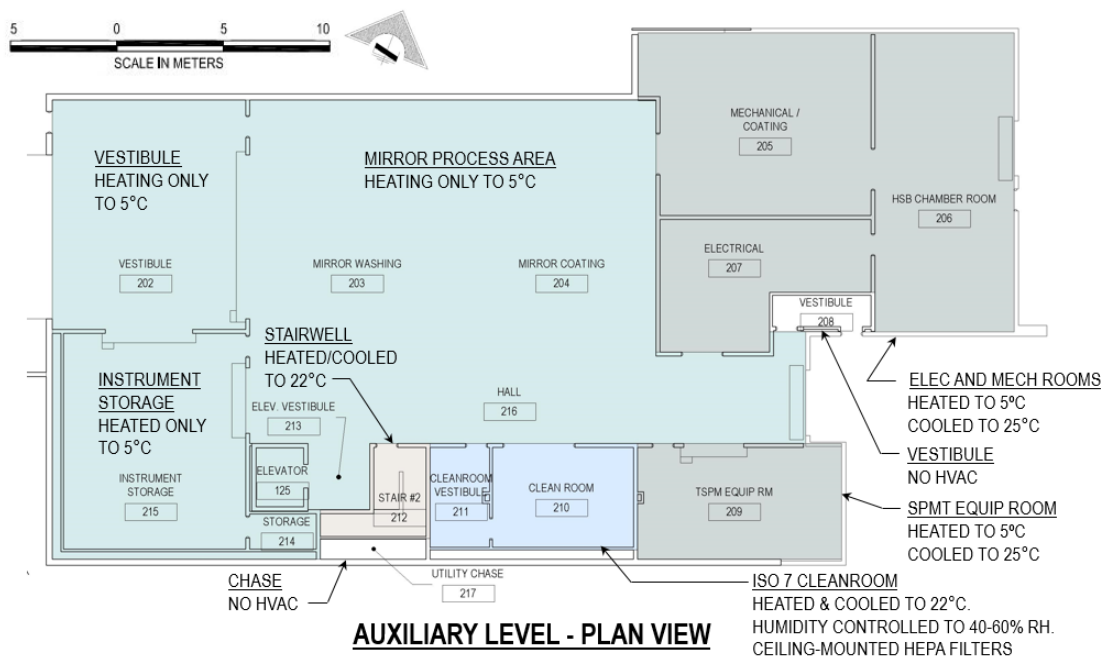 5 0 5 10
SCALE IN METERS
VESTIBULE
HEATING ONLY
TO 5°C
MIRROR PROCESS AREA
HEATING ONLY TO 5°C
MECHANICAL /
COATING
205
HSB CHAMBER ROOM
206
VESTIBULE
202
MIRROR WASHING
203
MIRROR COATING
204
ELECTRICAL
207
VESTIBULE
208
STAIRWELL
HEATED/COOLED
TO 22°C
INSTRUMENT
STORAGE
HEATED ONLY
TO 5°C
ELEV. VESTIBULE
213
HALL
216
ELEC AND MECH ROOMS
HEATED TO 5ºC
COOLED TO 25°C
VESTIBULE
NO HVAC
INSTRUMENT
STORAGE
215
ELEVATOR
125
STAIR #2
212
CLEANROOM
VESTIBULE
211
CLEAN ROOM
210
TSPM EQUIP RM
209
SPMT EQUIP ROOM
HEATED TO 5ºC
COOLED TO 25°C
STORAGE
214
CHASE
NO HVAC
UTILITY CHASE
217
ISO 7 CLEANROOM
HEATED & COOLED TO 22°C.
HUMIDITY CONTROLLED TO 40-60% RH.
CEILING-MOUNTED HEPA FILTERS
AUXILIARY LEVEL - PLAN VIEW